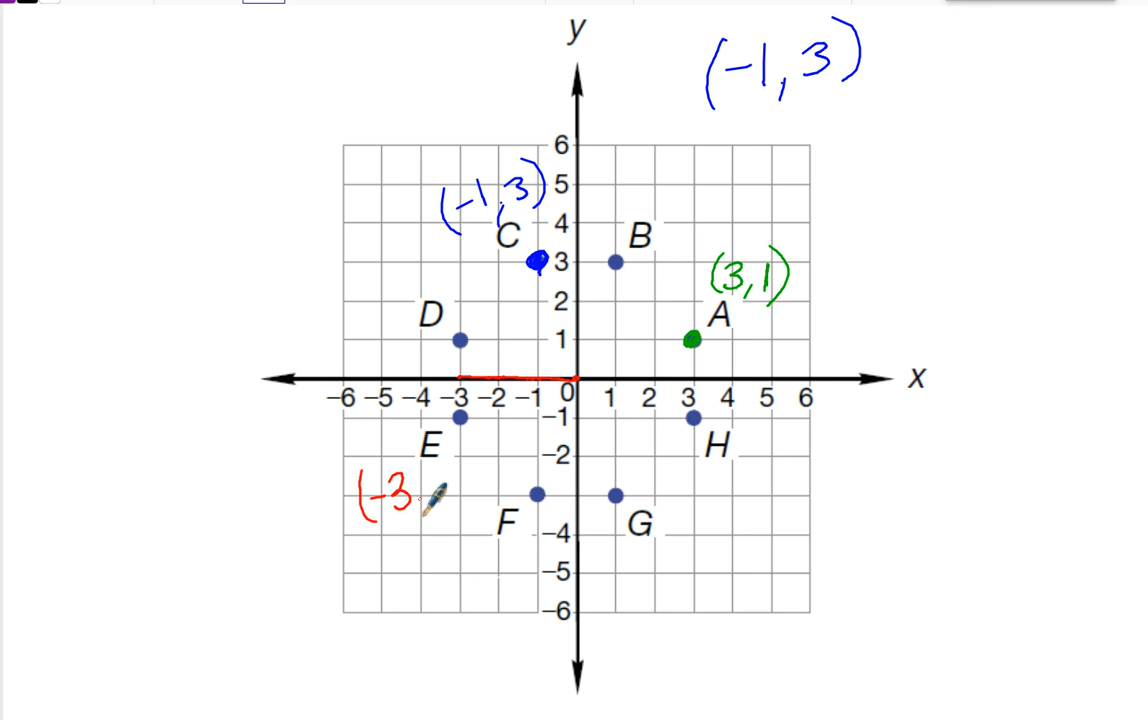 y
(-1, 3)
6
(-1, 3)
5
4
C
B
3
(3, 1)
2
D
A
1
x
–6 –5 –4 –3 –2 –1 0 1 2 3 4 5 6
–1
E
H
–2
(-3
F
G
–4
–5
–6